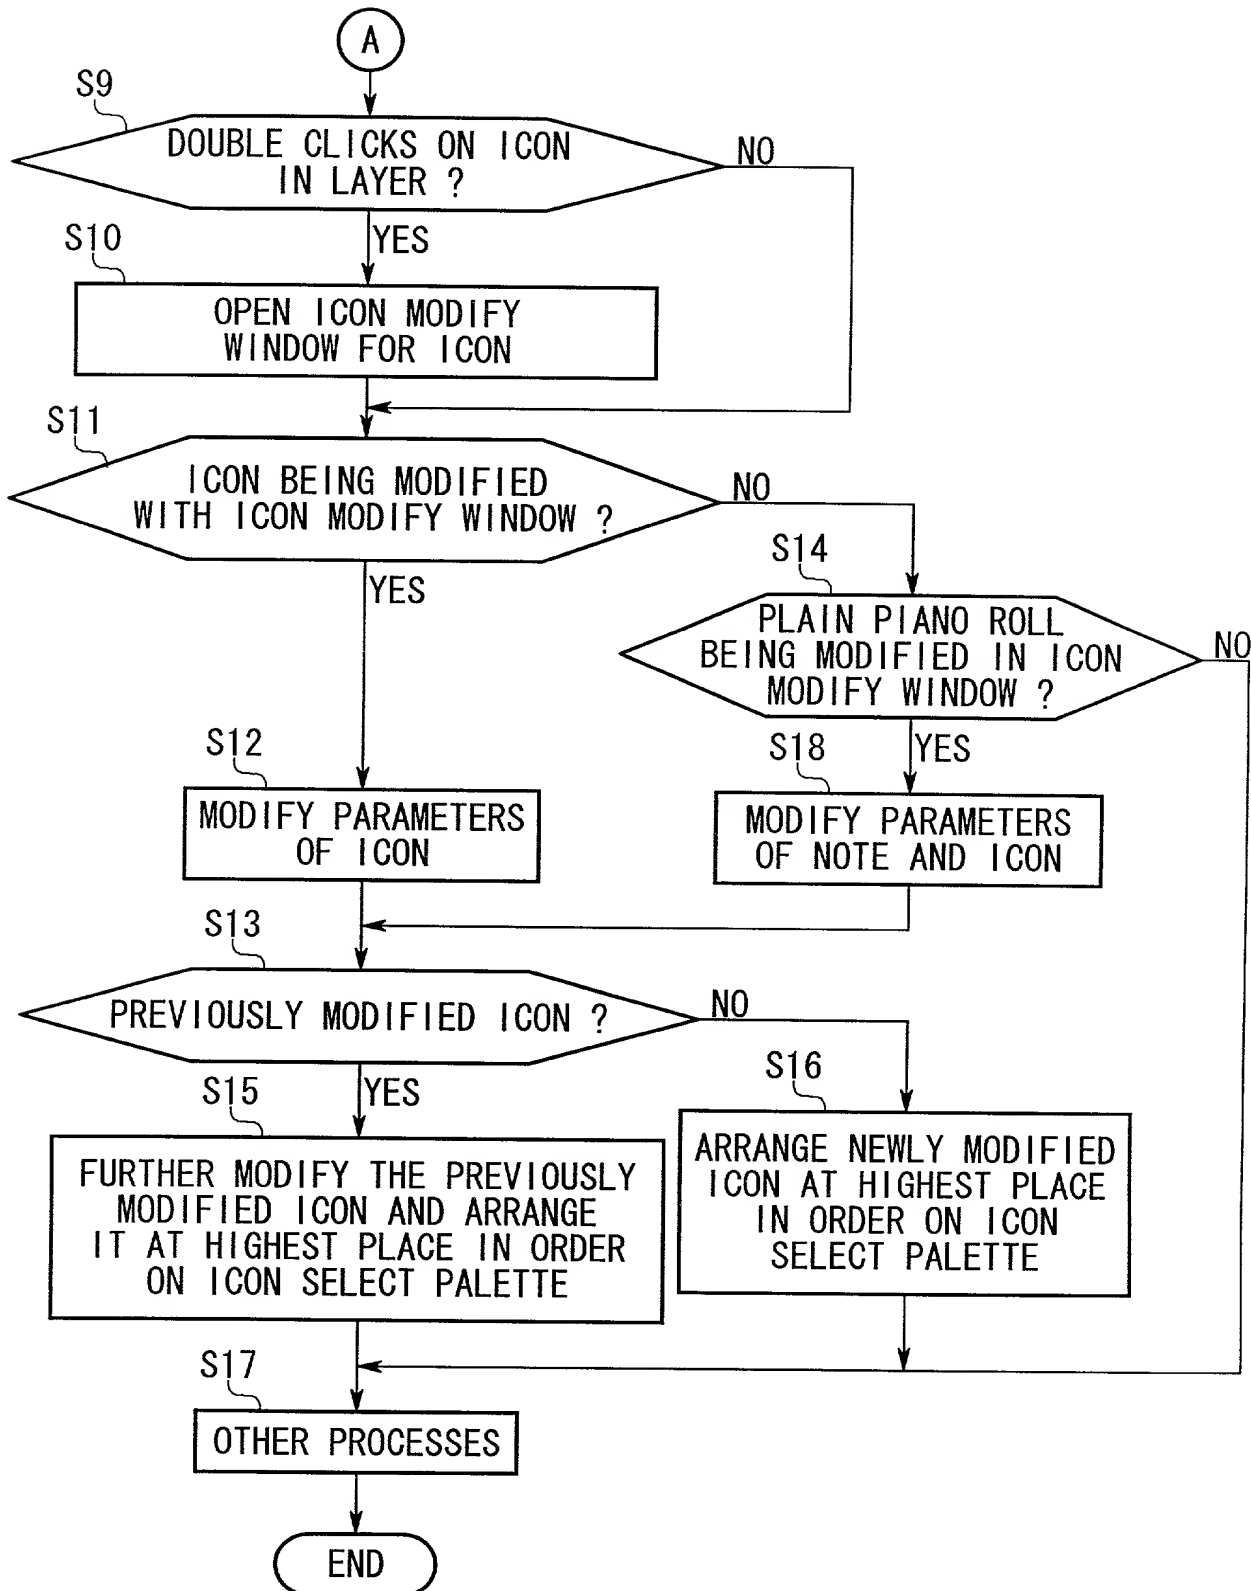 A
S9
DOUBLE CLICKS ON ICON
IN LAYER ?
NO
YES
S10
OPEN ICON MODIFY
WINDOW FOR ICON
S11
ICON BEING MODIFIED
WITH ICON MODIFY WINDOW ?
NO
YES
S14
PLAIN PIANO ROLL
BEING MODIFIED IN ICON
MODIFY WINDOW ?
NO
YES
S12
MODIFY PARAMETERS
OF ICON
S18
MODIFY PARAMETERS
OF NOTE AND ICON
S13
PREVIOUSLY MODIFIED ICON ?
NO
YES
S15
FURTHER MODIFY THE PREVIOUSLY
MODIFIED ICON AND ARRANGE
IT AT HIGHEST PLACE IN ORDER
ON ICON SELECT PALETTE
S16
ARRANGE NEWLY MODIFIED
ICON AT HIGHEST PLACE
IN ORDER ON ICON
SELECT PALETTE
S17
OTHER PROCESSES
END